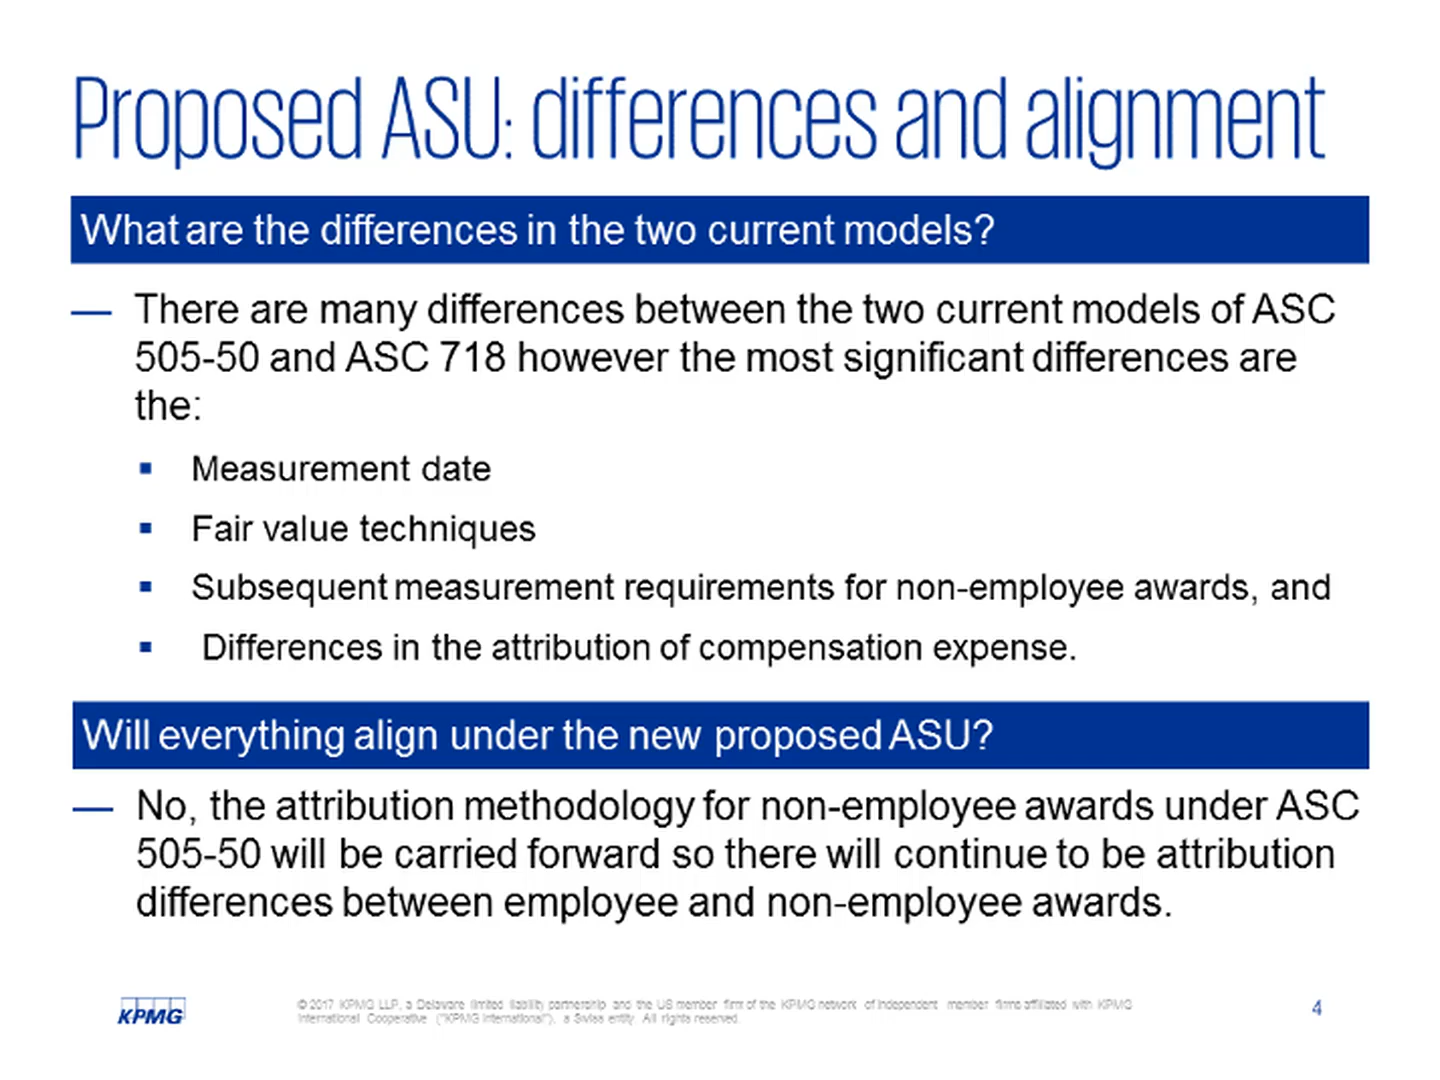 Proposed ASU: differences and alignment
What are the differences in the two current models?
— There are many differences between the two current models of ASC
505-50 and ASC 718 however the most significant differences are
the:
▪ Measurement date
▪ Fair value techniques
▪ Subsequent measurement requirements for non-employee awards, and
▪ Differences in the attribution of compensation expense.
Will everything align under the new proposed ASU?
— No, the attribution methodology for non-employee awards under ASC
505-50 will be carried forward so there will continue to be attribution
differences between employee and non-employee awards.
KPMG
© 2017 KPMG LLP, a Delaware limited liability partnership and the US member firm of the KPMG network of independent member firms affiliated with KPMG
International Cooperative ("KPMG International"), a Swiss entity. All rights reserved.
4